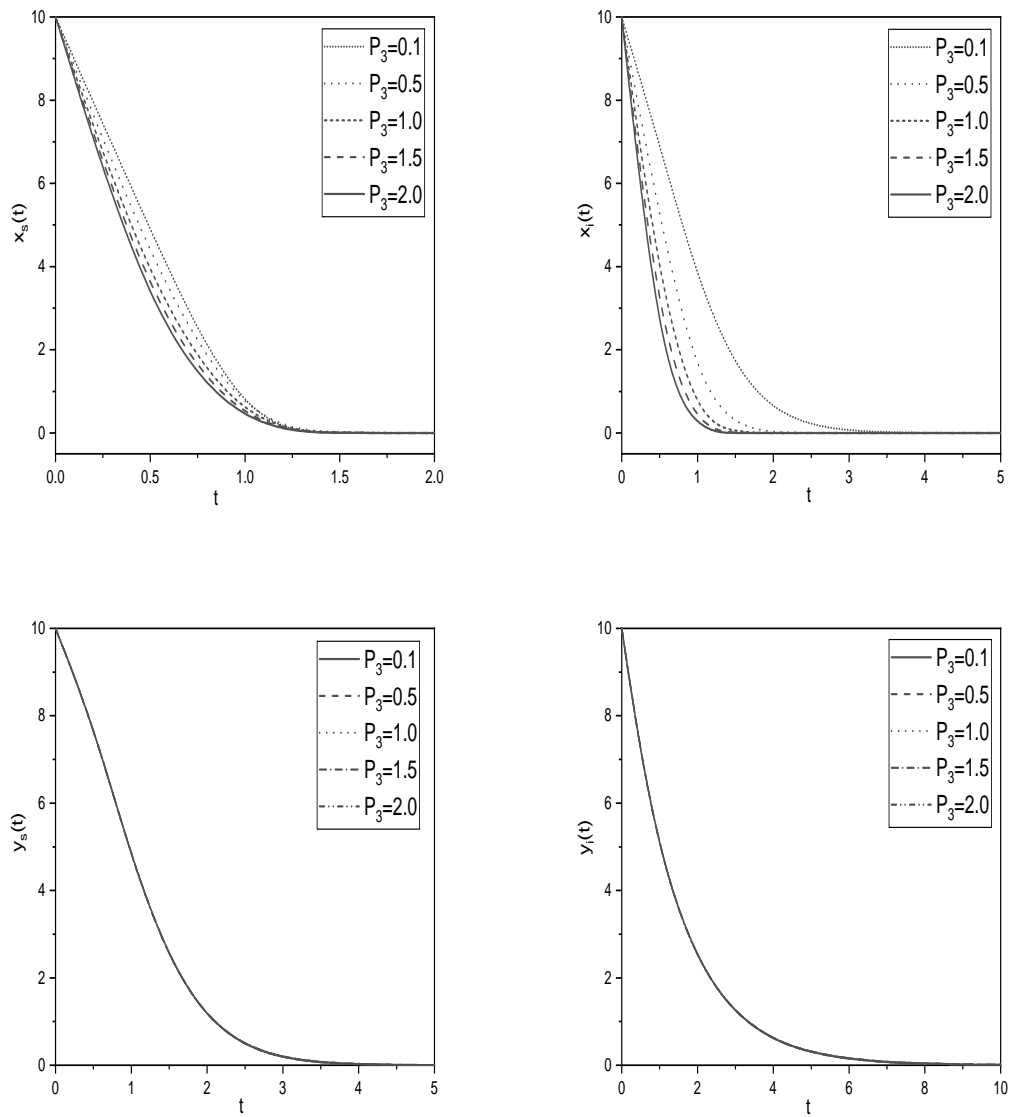 10
8
6
4
2
0
x_s(t)
0.0 0.5 1.0 1.5 2.0
t
P_3=0.1
P_3=0.5
P_3=1.0
P_3=1.5
P_3=2.0
10
8
6
4
2
0
x_i(t)
0 1 2 3 4 5
t
P_3=0.1
P_3=0.5
P_3=1.0
P_3=1.5
P_3=2.0
10
8
6
4
2
0
y_s(t)
0 1 2 3 4 5
t
P_3=0.1
P_3=0.5
P_3=1.0
P_3=1.5
P_3=2.0
10
8
6
4
2
0
y_i(t)
0 2 4 6 8 10
t
P_3=0.1
P_3=0.5
P_3=1.0
P_3=1.5
P_3=2.0